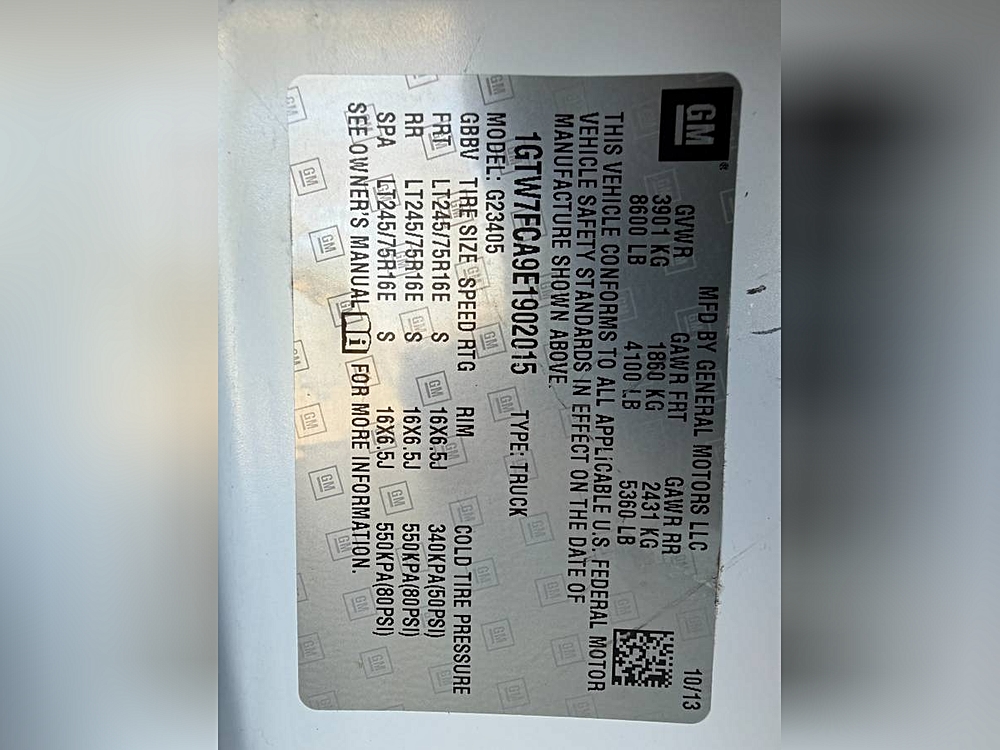 GM ®
MFD BY GENERAL MOTORS LLC 10/13
GVWR GAWR FRT GAWR RR
3901 KG 1860 KG 2431 KG
8600 LB 4100 LB 5360 LB
THIS VEHICLE CONFORMS TO ALL APPLICABLE U.S. FEDERAL MOTOR
VEHICLE SAFETY STANDARDS IN EFFECT ON THE DATE OF
MANUFACTURE SHOWN ABOVE.
1GTW7FCA9E1902015 TYPE: TRUCK
MODEL: G23405
GBBV TIRE SIZE SPEED RTG RIM COLD TIRE PRESSURE
FRT LT245/75R16E S 16X6.5J 340KPA(50PSI)
RR LT245/75R16E S 16X6.5J 550KPA(80PSI)
SPA LT245/75R16E S 16X6.5J 550KPA(80PSI)
SEE OWNER'S MANUAL i FOR MORE INFORMATION.